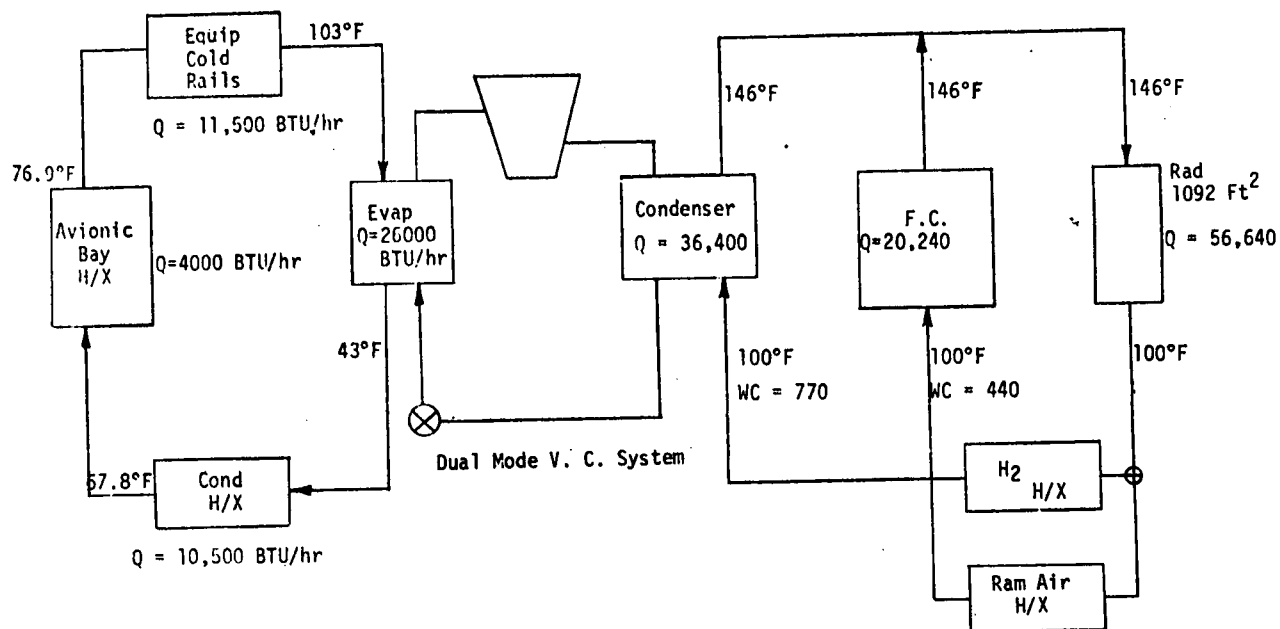 Equip
Cold
Rails
103°F
Q = 11,500 BTU/hr
76.9°F
Avionic
Bay
H/X
Q=4000 BTU/hr
Evap
Q=26000
BTU/hr
43°F
57.8°F
Cond
H/X
Q = 10,500 BTU/hr
Dual Mode V. C. System
Condenser
Q = 36,400
146°F
146°F
146°F
F.C.
Q=20,240
Rad
1092 Ft2
Q = 56,640
100°F
WC = 770
100°F
WC = 440
100°F
H2
H/X
Ram Air
H/X